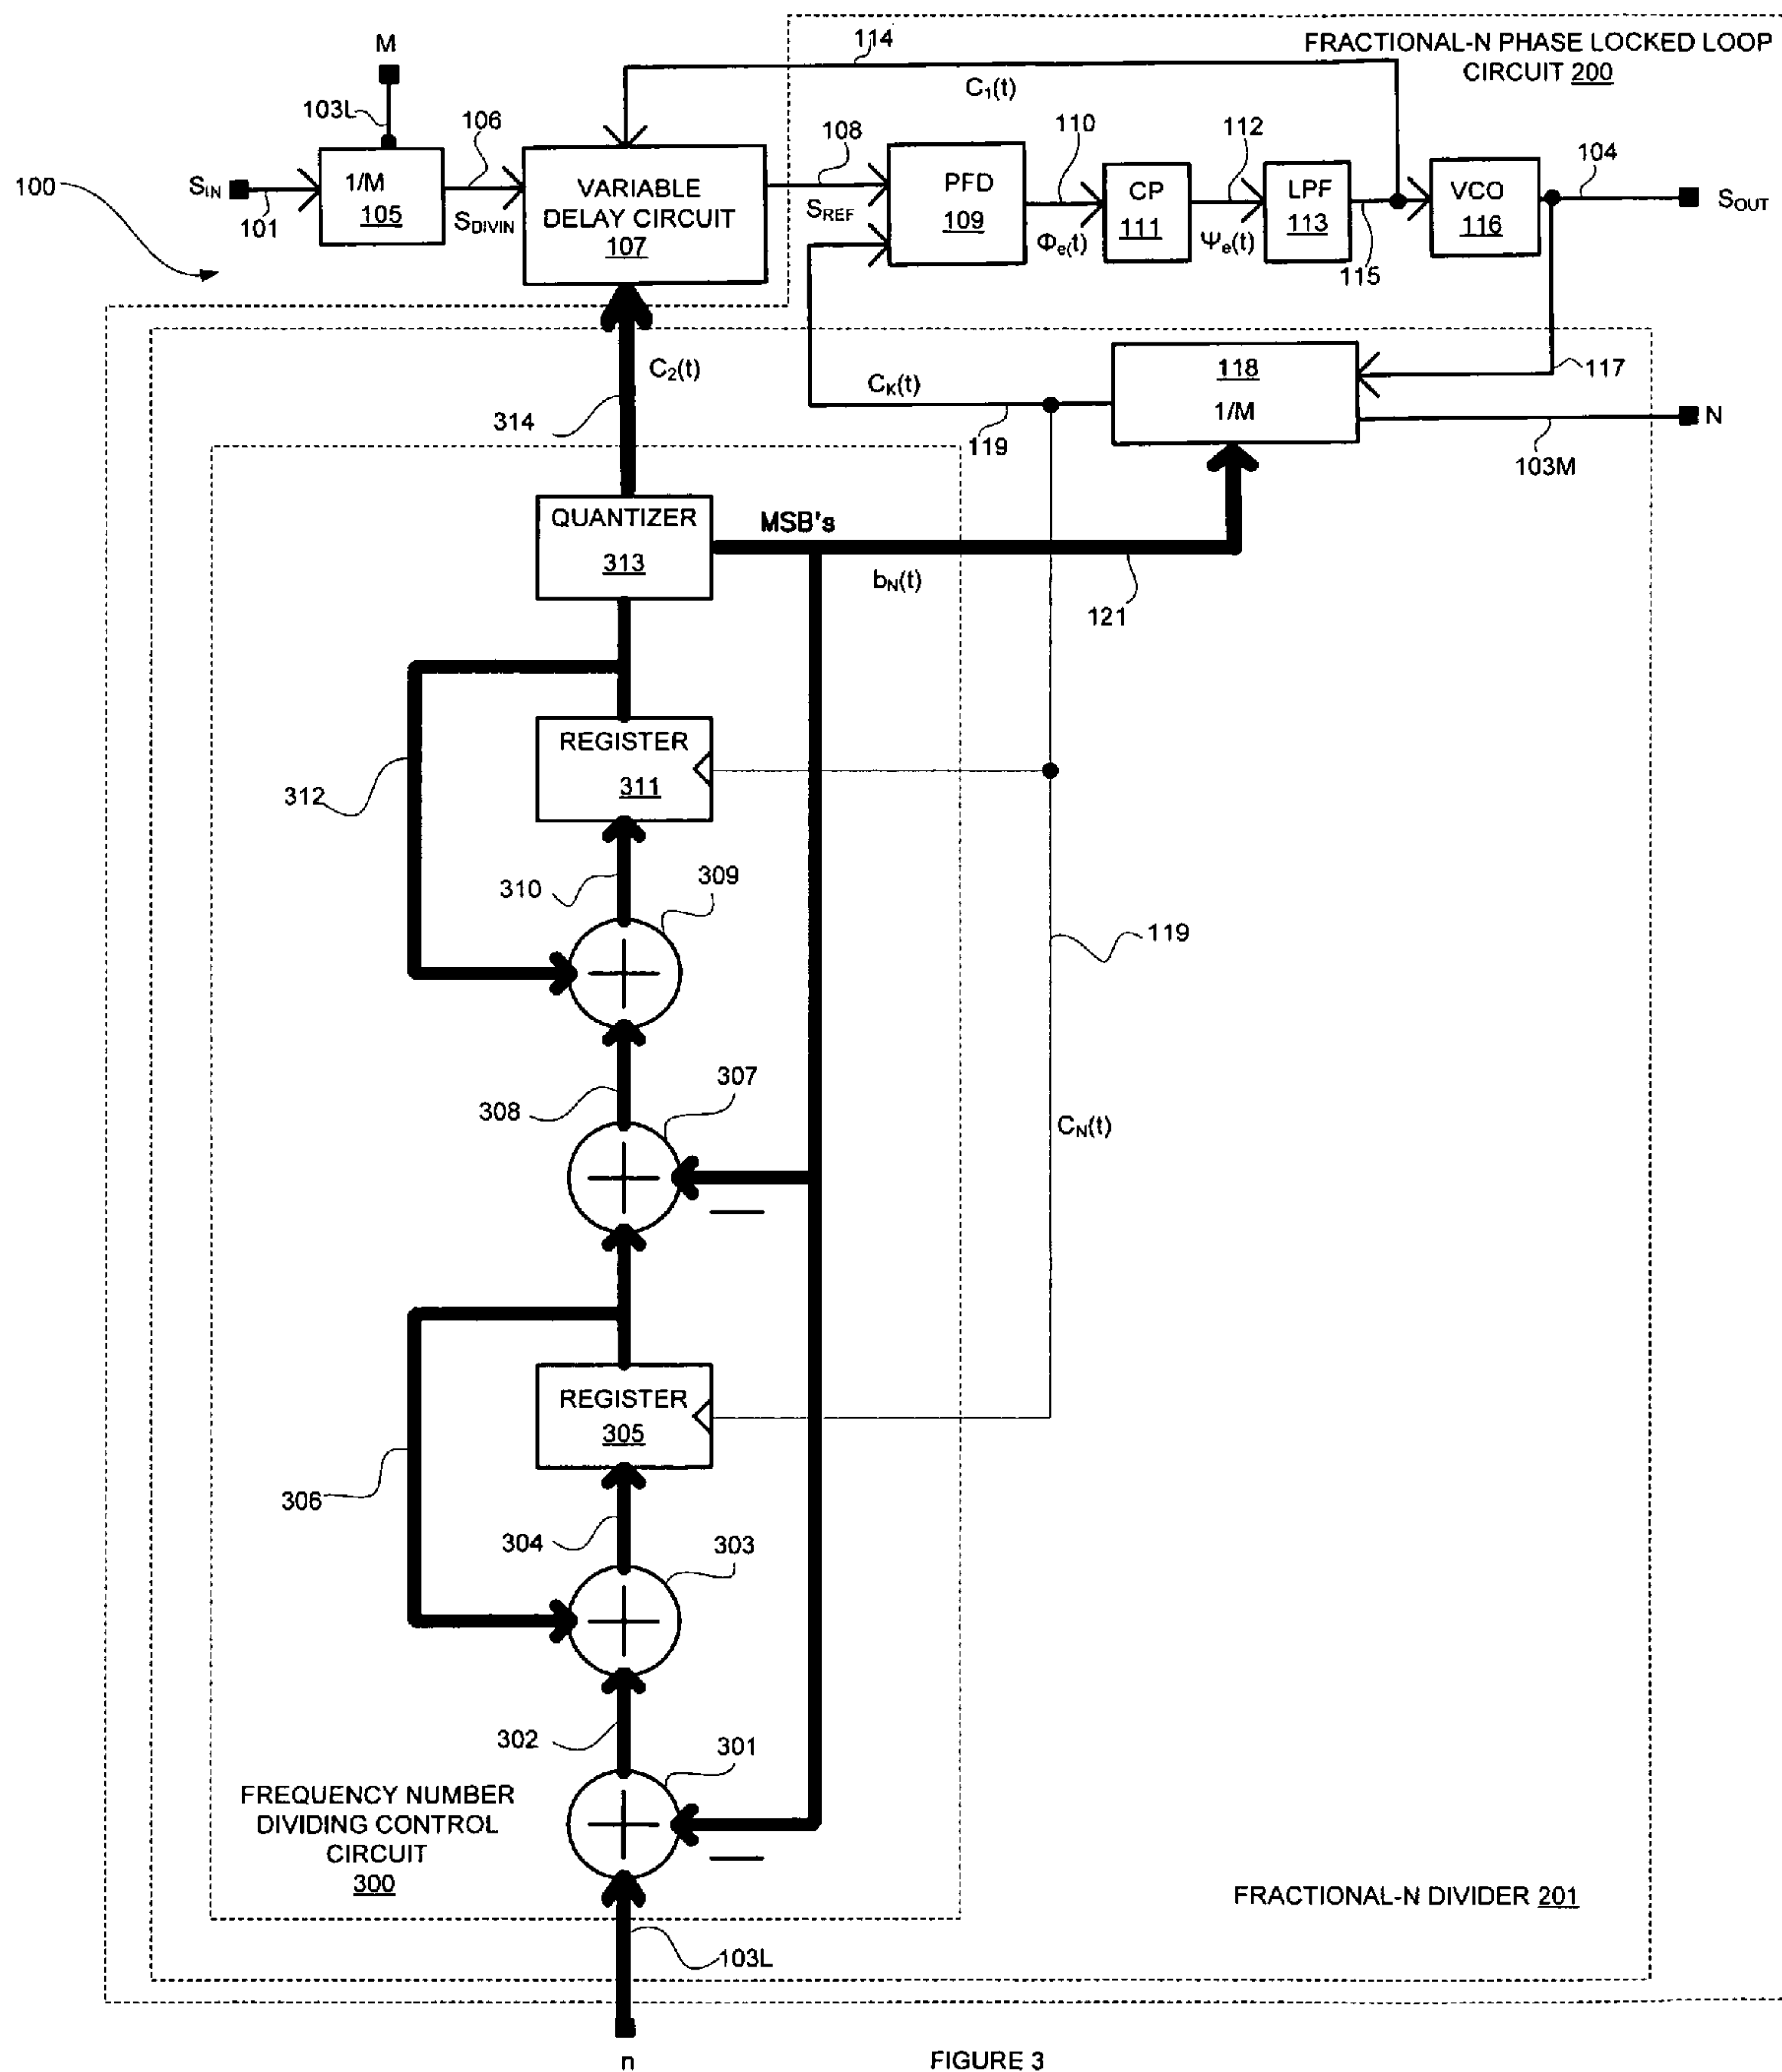 FRACTIONAL-N PHASE LOCKED LOOP
CIRCUIT 200
114
C1(t)
M
103L
106
108
110
112
104
100
SIN
101
1/M
105
SDIVIN
VARIABLE
DELAY CIRCUIT
107
SREF
PFD
109
Φe(t)
CP
111
Ψe(t)
LPF
113
115
VCO
116
SOUT
C2(t)
314
CK(t)
119
118
1/M
117
N
103M
QUANTIZER
313
MSB's
bN(t)
121
312
REGISTER
311
310
309
119
308
307
CN(t)
REGISTER
305
306
304
303
302
301
FREQUENCY NUMBER
DIVIDING CONTROL
CIRCUIT
300
FRACTIONAL-N DIVIDER 201
103L
n
FIGURE 3